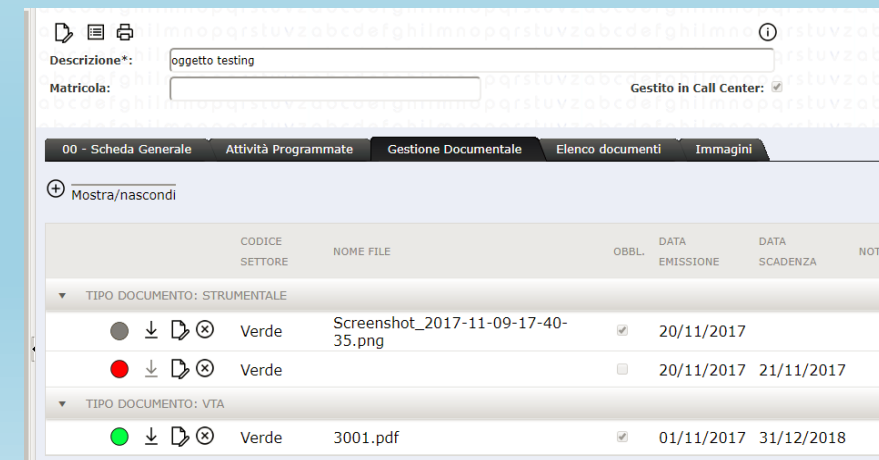 Descrizione*: oggetto testing
Matricola: Gestito in Call Center:
00 - Scheda Generale Attività Programmate Gestione Documentale Elenco documenti Immagini
Mostra/nascondi
CODICE SETTORE NOME FILE OBBL. DATA EMISSIONE DATA SCADENZA NOT
TIPO DOCUMENTO: STRUMENTALE
Verde Screenshot_2017-11-09-17-40-35.png 20/11/2017
Verde 20/11/2017 21/11/2017
TIPO DOCUMENTO: VTA
Verde 3001.pdf 01/11/2017 31/12/2018